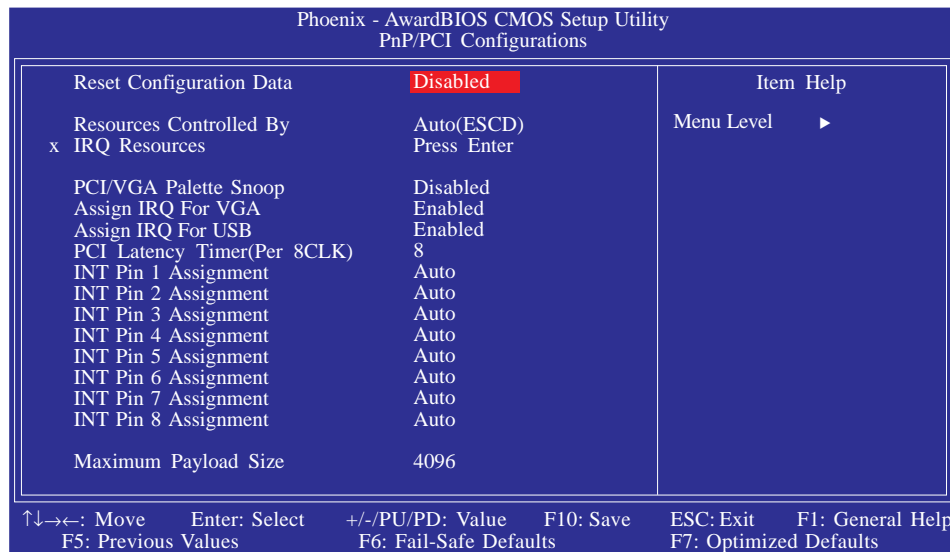 Phoenix - AwardBIOS CMOS Setup Utility
PnP/PCI Configurations
Reset Configuration Data Disabled
Item Help
Resources Controlled By Auto(ESCD)
Menu Level ►
x IRQ Resources Press Enter
PCI/VGA Palette Snoop Disabled
Assign IRQ For VGA Enabled
Assign IRQ For USB Enabled
PCI Latency Timer(Per 8CLK) 8
INT Pin 1 Assignment Auto
INT Pin 2 Assignment Auto
INT Pin 3 Assignment Auto
INT Pin 4 Assignment Auto
INT Pin 5 Assignment Auto
INT Pin 6 Assignment Auto
INT Pin 7 Assignment Auto
INT Pin 8 Assignment Auto
Maximum Payload Size 4096
↑↓→←: Move Enter: Select +/-/PU/PD: Value F10: Save ESC: Exit F1: General Help
F5: Previous Values F6: Fail-Safe Defaults F7: Optimized Defaults